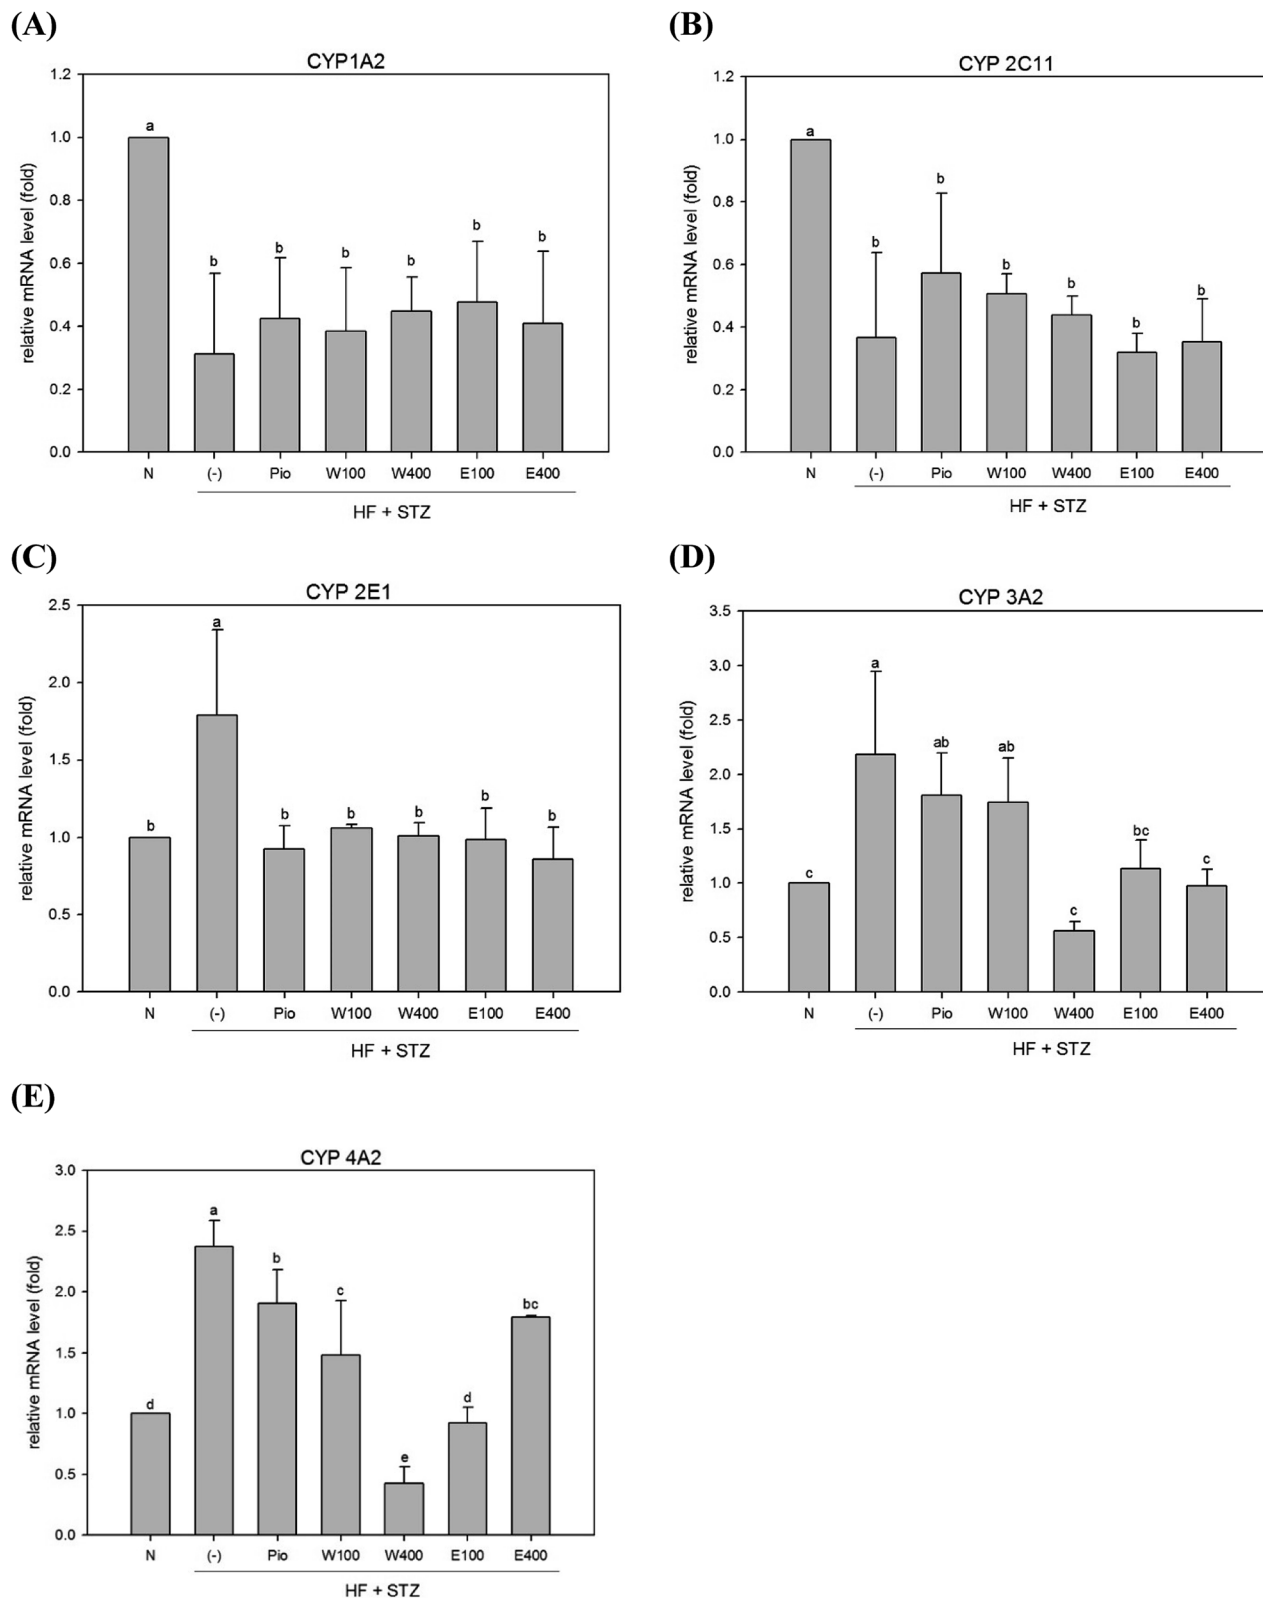 (A)
CYP1A2
relative mRNA level (fold)
1.2
1.0
0.8
0.6
0.4
0.2
0.0
a
b
b
b
b
b
b
N (-) Pio W100 W400 E100 E400
HF + STZ
(B)
CYP 2C11
relative mRNA level (fold)
1.2
1.0
0.8
0.6
0.4
0.2
0.0
a
b
b
b
b
b
b
N (-) Pio W100 W400 E100 E400
HF + STZ
(C)
CYP 2E1
relative mRNA level (fold)
2.5
2.0
1.5
1.0
0.5
0.0
b
a
b
b
b
b
b
N (-) Pio W100 W400 E100 E400
HF + STZ
(D)
CYP 3A2
relative mRNA level (fold)
3.5
3.0
2.5
2.0
1.5
1.0
0.5
0.0
c
a
ab
ab
c
bc
c
N (-) Pio W100 W400 E100 E400
HF + STZ
(E)
CYP 4A2
relative mRNA level (fold)
3.0
2.5
2.0
1.5
1.0
0.5
0.0
d
a
b
c
e
d
bc
N (-) Pio W100 W400 E100 E400
HF + STZ